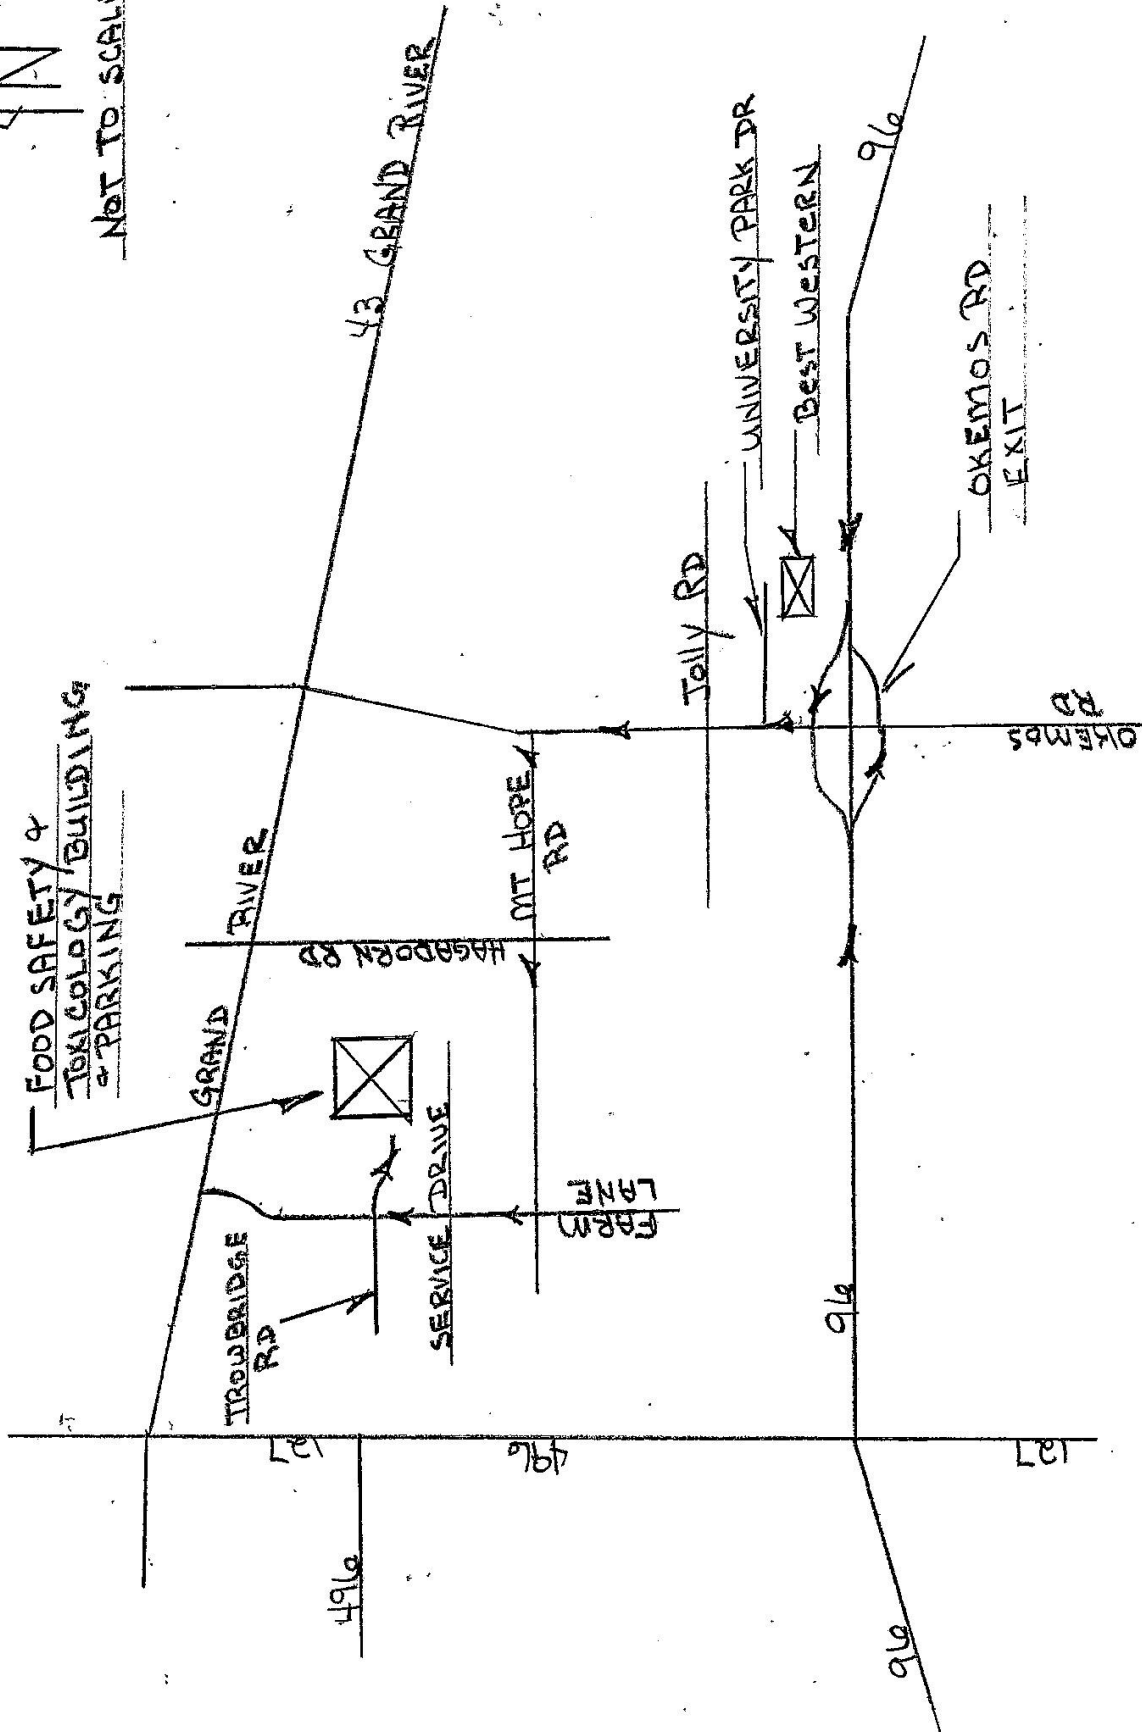 N
NOT TO SCAL
43 GRAND RIVER
FOOD SAFETY &
TOXICOLOGY BUILDING
& PARKING
GRAND
RIVER
HAGADORN RD
MT HOPE
RD
TROWBRIDGE
RD
SERVICE DRIVE
FARM
LANE
Jolly RD
UNIVERSITY PARK DR
BEST WESTERN
OKEMOS RD
EXIT
OKEMOS
RD
127
496
496
127
96
96
96